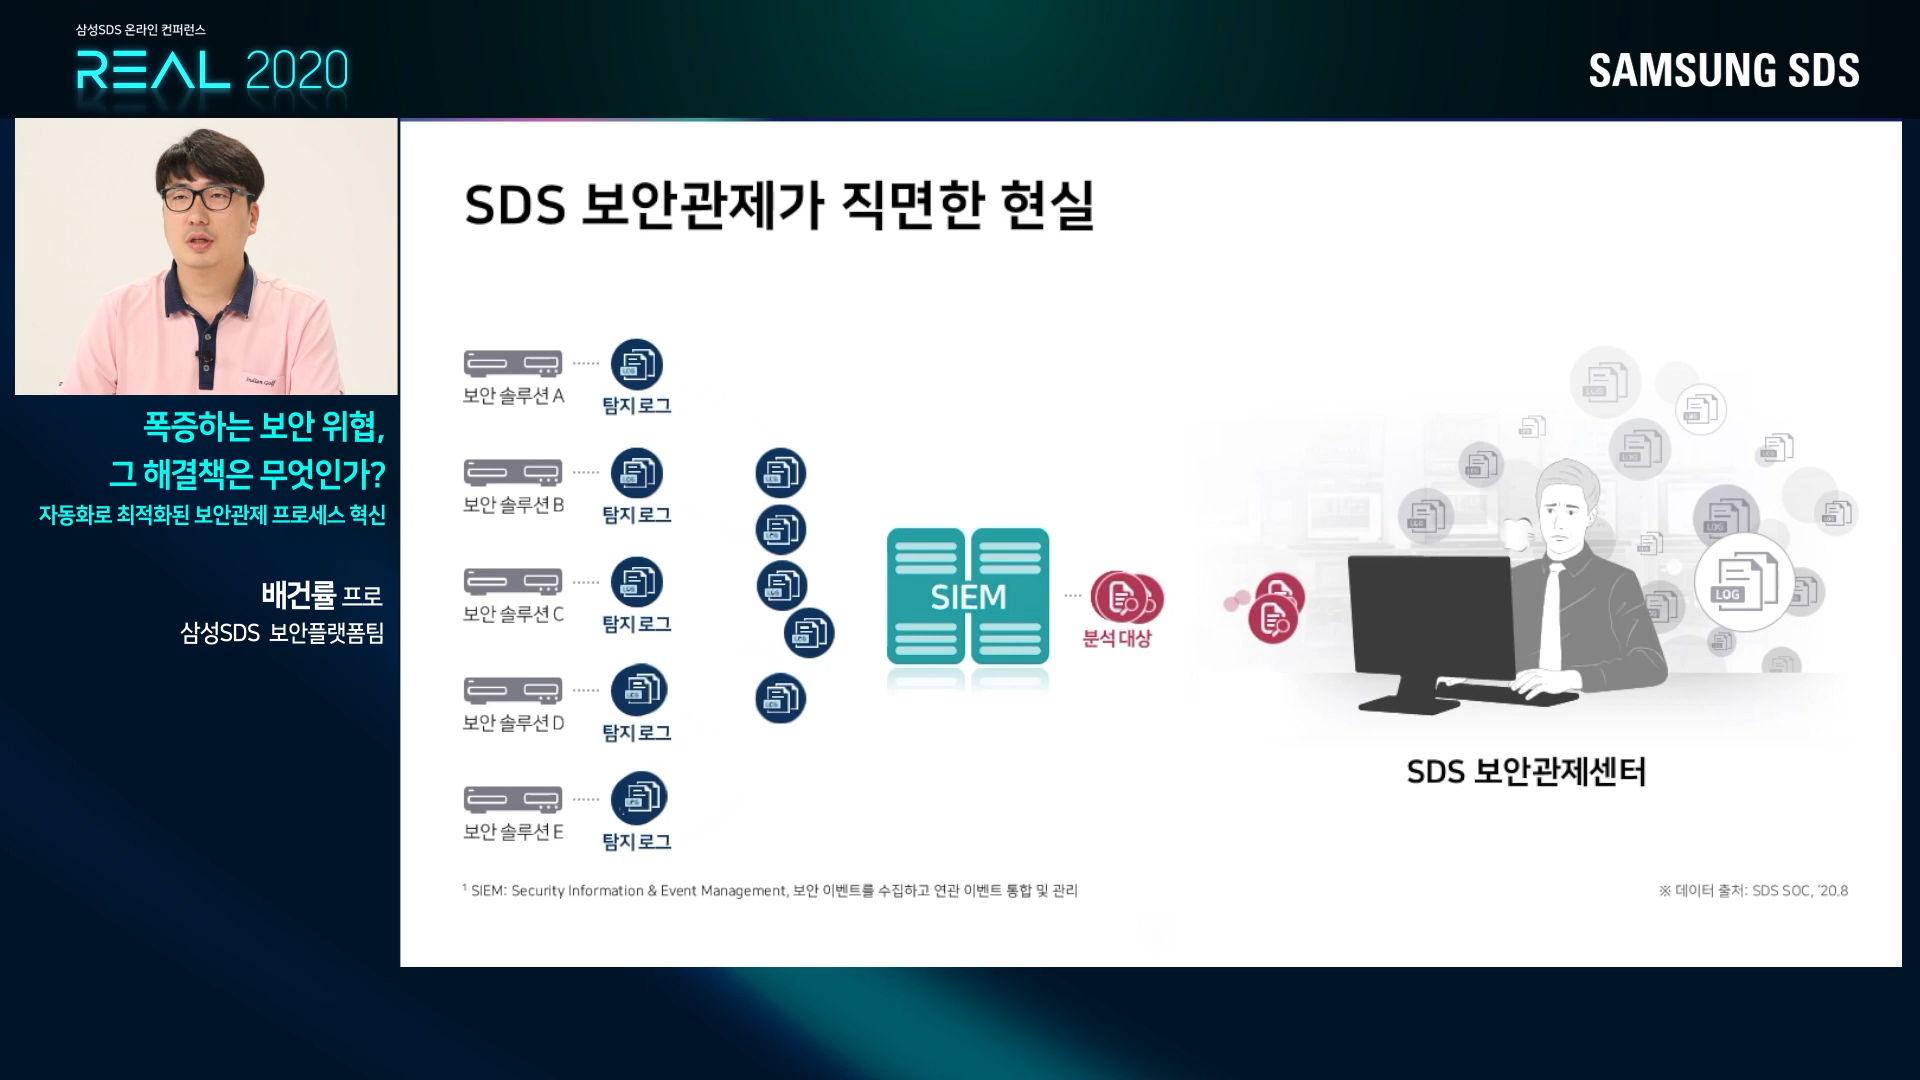 삼성SDS 온라인 컨퍼런스
REAL 2020
SAMSUNG SDS
폭증하는 보안 위협,
그 해결책은 무엇인가?
자동화로 최적화된 보안관제 프로세스 혁신
배건률 프로
삼성SDS 보안플랫폼팀
SDS 보안관제가 직면한 현실
보안 솔루션 A
탐지 로그
보안 솔루션 B
탐지 로그
보안 솔루션 C
탐지 로그
보안 솔루션 D
탐지 로그
보안 솔루션 E
탐지 로그
SIEM
분석 대상
LOG
SDS 보안관제센터
¹ SIEM: Security Information & Event Management, 보안 이벤트를 수집하고 연관 이벤트 통합 및 관리
※ 데이터 출처: SDS SOC, ‘20.8